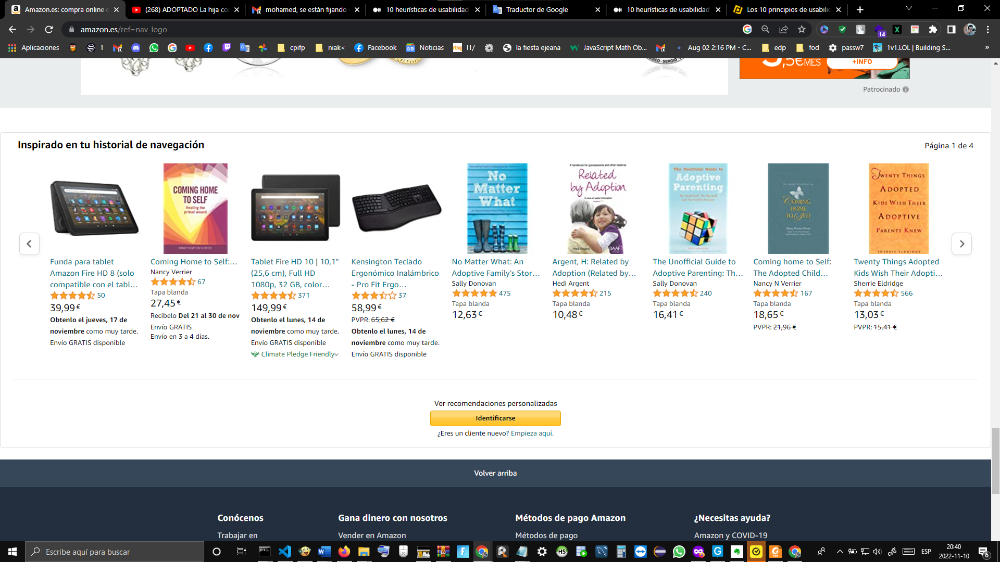 Amazon.es: compra online d
(268) ADOPTADO La hija co
mohamed, se están fijando
10 heurísticas de usabilidad
Traductor de Google
10 heurísticas de usabilidad
Los 10 principios de usabili
amazon.es/ref=nav_logo
14
Aplicaciones
1
cpifp
niak<
Facebook
Noticias
l1/
la fiesta ejeana
JavaScript Math Ob...
Aug 02 2:16 PM - C...
edp
fod
passw7
1v1.LOL | Building S...
»
,5€MES
+INFO
Patrocinado
Inspirado en tu historial de navegación
Página 1 de 4
COMING HOME
TO SELF
Healing the
primal wound
NANCY NEWTON VERRIER
No
Matter
What
A handbook for grandparents and other relatives
Related
by Adoption
Hedi Argent
BAAF
The Unofficial Guide to
Adoptive
Parenting
COMING
HOME
TO SELF
TWENTY THINGS
ADOPTED
KIDS WISH THEIR
ADOPTIVE
PARENTS KNEW
SHERRIE ELDRIDGE
Funda para tablet
Amazon Fire HD 8 (solo
compatible con el tabl...
50
39,99 €
Obtenlo el jueves, 17 de
noviembre como muy tarde.
Envío GRATIS disponible
Coming Home to Self:...
Nancy Verrier
67
Tapa blanda
27,45 €
Recíbelo Del 21 al 30 de nov
Envío GRATIS
Envío en 3 a 4 días.
Tablet Fire HD 10 | 10,1"
(25,6 cm), Full HD
1080p, 32 GB, color...
371
149,99 €
Obtenlo el lunes, 14 de
noviembre como muy tarde.
Envío GRATIS disponible
Climate Pledge Friendly
Kensington Teclado
Ergonómico Inalámbrico
- Pro Fit Ergo...
37
58,99 €
PVPR: 65,62 €
Obtenlo el lunes, 14 de
noviembre como muy tarde.
Envío GRATIS disponible
No Matter What: An
Adoptive Family's Stor...
Sally Donovan
475
Tapa blanda
12,63 €
Argent, H: Related by
Adoption (Related by...
Hedi Argent
215
Tapa blanda
10,48 €
The Unofficial Guide to
Adoptive Parenting: Th...
Sally Donovan
240
Tapa blanda
16,41 €
Coming home to Self:
The Adopted Child...
Nancy N Verrier
167
Tapa blanda
18,65 €
PVPR: 21,96 €
Twenty Things Adopted
Kids Wish Their Adopti...
Sherrie Eldridge
566
Tapa blanda
13,03 €
PVPR: 15,41 €
Ver recomendaciones personalizadas
Identificarse
¿Eres un cliente nuevo? Empieza aquí.
Volver arriba
Conócenos
Trabajar en
Gana dinero con nosotros
Vender en Amazon
Métodos de pago Amazon
Métodos de pago
¿Necesitas ayuda?
Amazon y COVID-19
Escribe aquí para buscar
ESP
20:40
2022-11-10
6